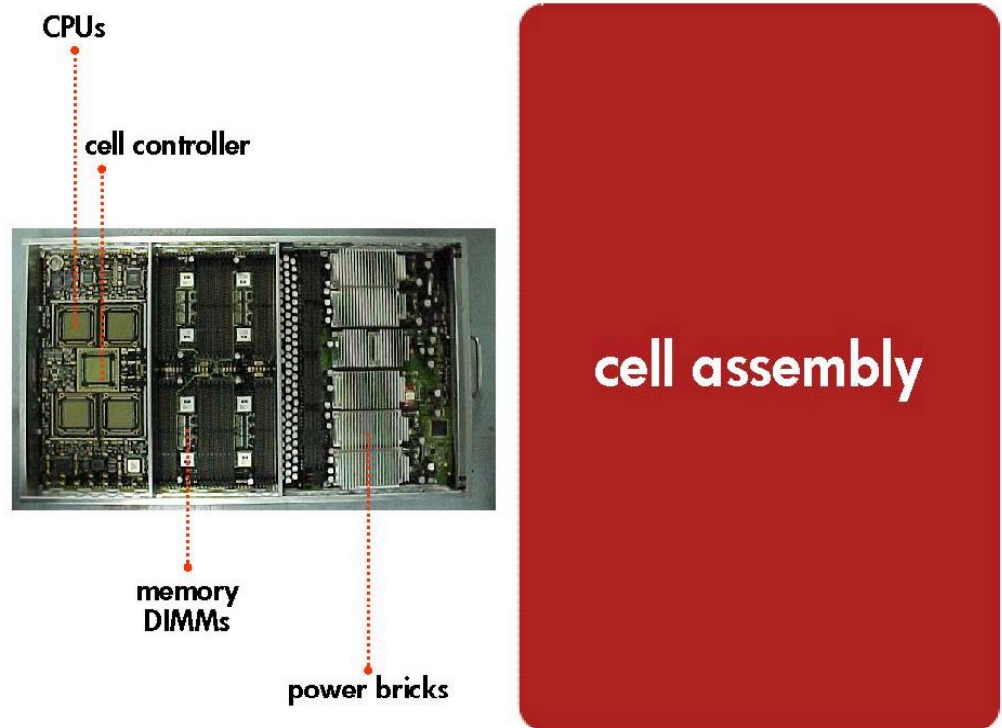 CPUs
cell controller
memory
DIMMs
power bricks
cell assembly